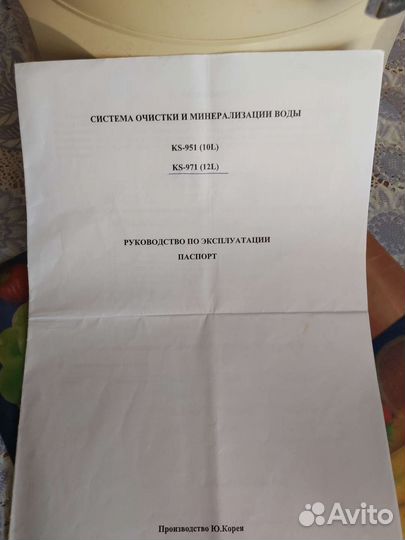 СИСТЕМА ОЧИСТКИ И МИНЕРАЛИЗАЦИИ ВОДЫ
KS-951 (10L)
KS-971 (12L)
РУКОВОДСТВО ПО ЭКСПЛУАТАЦИИ
ПАСПОРТ
Производство Ю.Корея
Avito